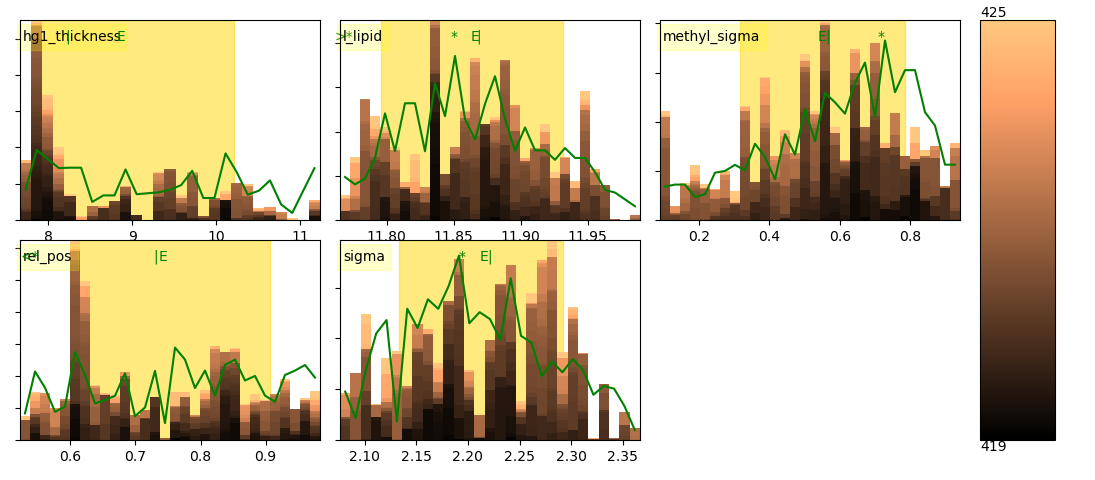 425
hg1_thickness | E
l_lipid * E|
methyl_sigma E| *
8 9 10 11
11.80 11.85 11.90 11.95
0.2 0.4 0.6 0.8
rel_pos |E
sigma * E|
0.6 0.7 0.8 0.9
2.10 2.15 2.20 2.25 2.30 2.35
419